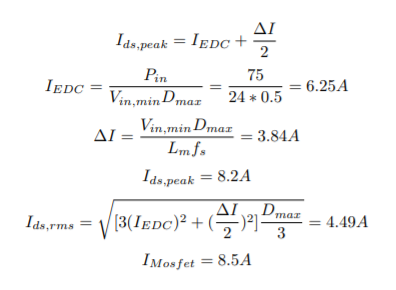 I_{ds,peak} = I_{EDC} + \frac{\Delta I}{2}
I_{EDC} = \frac{P_{in}}{V_{in,min} D_{max}} = \frac{75}{24 * 0.5} = 6.25A
\Delta I = \frac{V_{in,min} D_{max}}{L_m f_s} = 3.84A
I_{ds,peak} = 8.2A
I_{ds,rms} = \sqrt{[3(I_{EDC})^2 + (\frac{\Delta I}{2})^2] \frac{D_{max}}{3}} = 4.49A
I_{Mosfet} = 8.5A